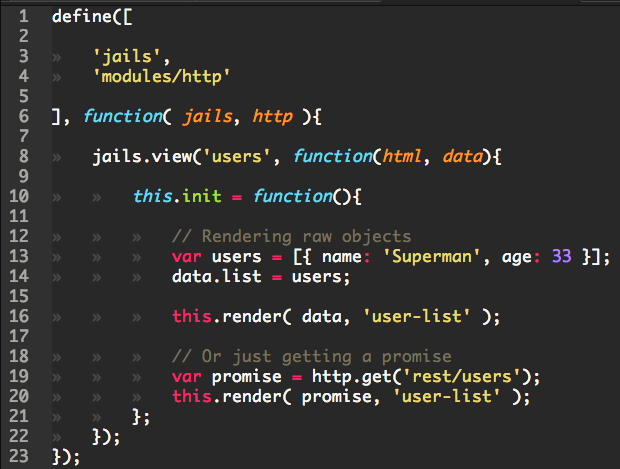 1 define([
2
3 » 'jails',
4 » 'modules/http'
5
6 ], function( jails, http ){
7
8 » jails.view('users', function(html, data){
9
10 » » this.init = function(){
11
12 » » » // Rendering raw objects
13 » » » var users = [{ name: 'Superman', age: 33 }];
14 » » » data.list = users;
15
16 » » » this.render( data, 'user-list' );
17
18 » » » // Or just getting a promise
19 » » » var promise = http.get('rest/users');
20 » » » this.render( promise, 'user-list' );
21 » » };
22 » });
23 });